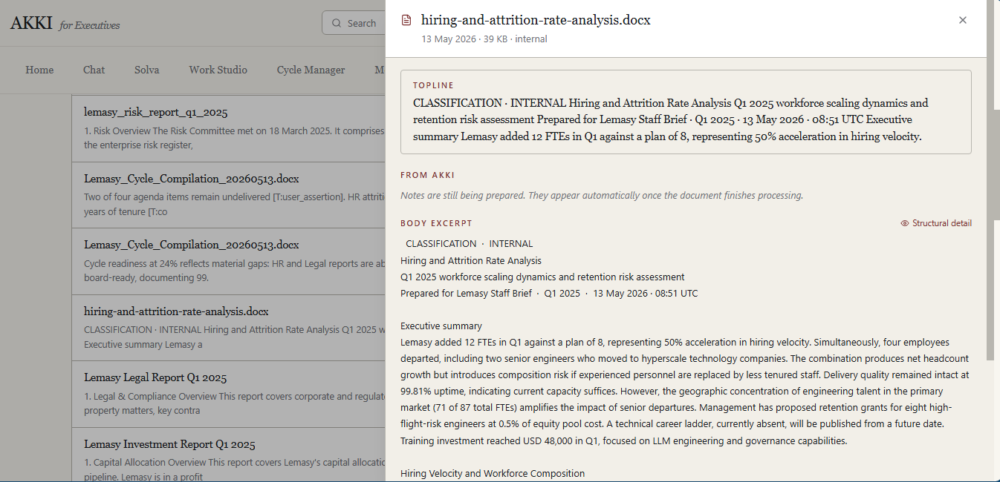 AKKI for Executives
Search
Home Chat Solva Work Studio Cycle Manager M
lemasy_risk_report_q1_2025
1. Risk Overview The Risk Committee met on 18 March 2025. It comprises
the enterprise risk register,
Lemasy_Cycle_Compilation_20260513.docx
Two of four agenda items remain undelivered [T:user_assertion]. HR attriti
years of tenure [T:co
Lemasy_Cycle_Compilation_20260513.docx
Cycle readiness at 24% reflects material gaps: HR and Legal reports are ab
board-ready, documenting 99.
hiring-and-attrition-rate-analysis.docx
CLASSIFICATION · INTERNAL Hiring and Attrition Rate Analysis Q1 2025 w
Executive summary Lemasy a
Lemasy Legal Report Q1 2025
1. Legal & Compliance Overview This report covers corporate and regulat
property matters, key contra
Lemasy Investment Report Q1 2025
1. Capital Allocation Overview This report covers Lemasy's capital allocatic
pipeline. Lemasy is in a profit
hiring-and-attrition-rate-analysis.docx
13 May 2026 · 39 KB · internal
TOPLINE
CLASSIFICATION · INTERNAL Hiring and Attrition Rate Analysis Q1 2025 workforce scaling dynamics and
retention risk assessment Prepared for Lemasy Staff Brief · Q1 2025 · 13 May 2026 · 08:51 UTC Executive
summary Lemasy added 12 FTEs in Q1 against a plan of 8, representing 50% acceleration in hiring velocity.
FROM AKKI
Notes are still being prepared. They appear automatically once the document finishes processing.
BODY EXCERPT
Structural detail
CLASSIFICATION · INTERNAL
Hiring and Attrition Rate Analysis
Q1 2025 workforce scaling dynamics and retention risk assessment
Prepared for Lemasy Staff Brief · Q1 2025 · 13 May 2026 · 08:51 UTC
Executive summary
Lemasy added 12 FTEs in Q1 against a plan of 8, representing 50% acceleration in hiring velocity. Simultaneously, four employees
departed, including two senior engineers who moved to hyperscale technology companies. The combination produces net headcount
growth but introduces composition risk if experienced personnel are replaced by less tenured staff. Delivery quality remained intact at
99.81% uptime, indicating current capacity suffices. However, the geographic concentration of engineering talent in the primary
market (71 of 87 total FTEs) amplifies the impact of senior departures. Management has proposed retention grants for eight high-
flight-risk engineers at 0.5% of equity pool cost. A technical career ladder, currently absent, will be published from a future date.
Training investment reached USD 48,000 in Q1, focused on LLM engineering and governance capabilities.
Hiring Velocity and Workforce Composition